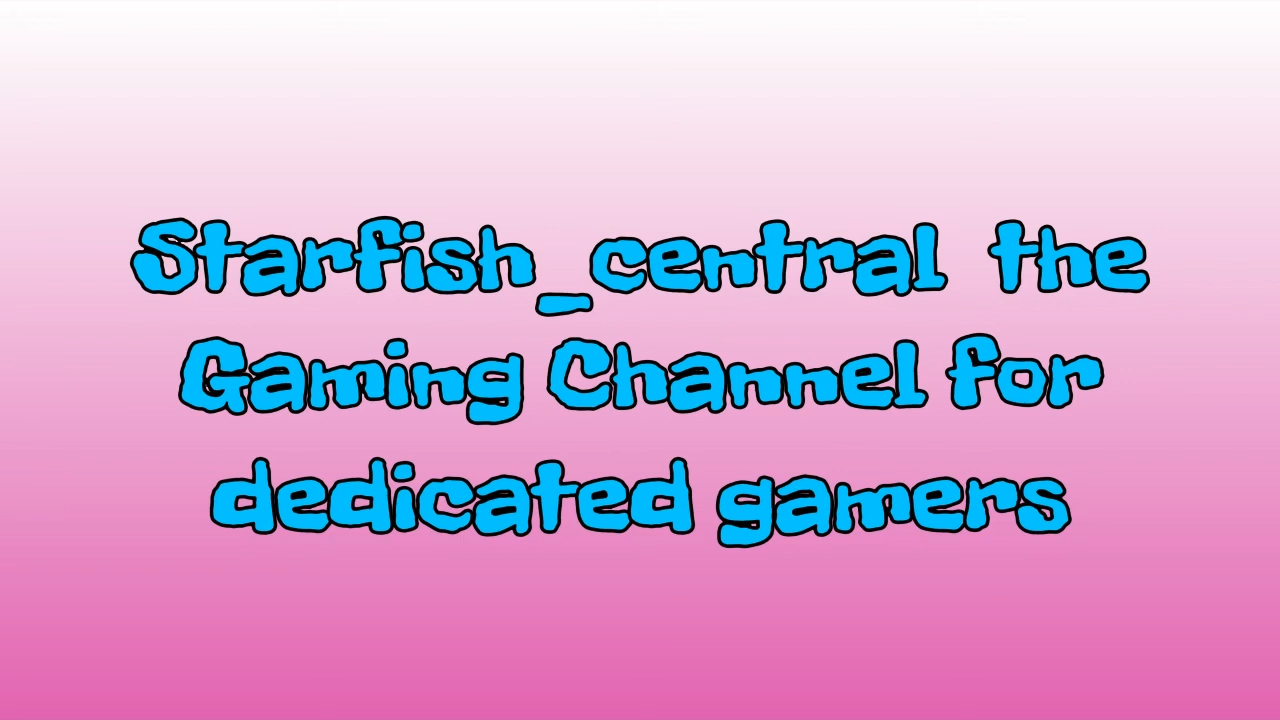 Starfish_central the
Gaming Channel for
dedicated gamers